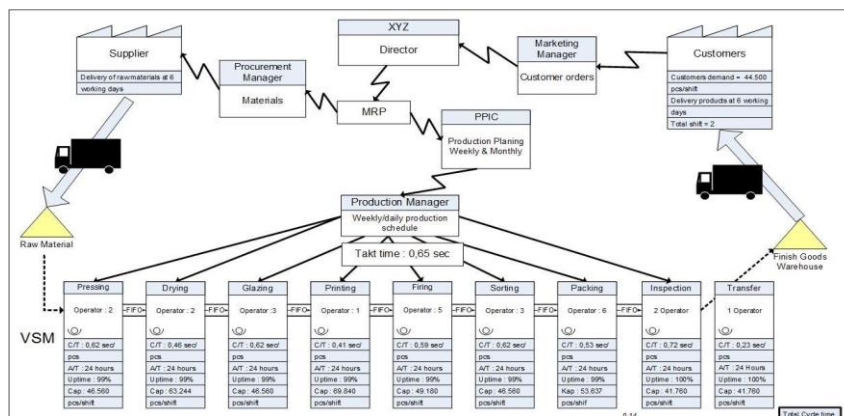 XYZ
Director
Supplier
Delivery of raw materials at 6
working days
Procurement
Manager
Materials
Marketing
Manager
Customer orders
Customers
Customers demand = 44.500
pcs/shift
Delivery products at 6 working
days
Total shift = 2
MRP
PPIC
Production Planing
Weekly & Monthly
Production Manager
Weekly/daily production
schedule
Takt time : 0,65 sec
Raw Material
Finish Goods
Warehouse
VSM
Pressing
Operator : 2
C/T : 0,62 sec/
pcs
A/T : 24 hours
Uptime : 99%
Cap : 46.560
pcs/shift
FIFO
Drying
Operator : 2
C/T : 0,46 sec/
pcs
A/T : 24 hours
Uptime : 99%
Cap : 63.244
pcs/shift
FIFO
Glazing
Operator :3
C/T : 0,62 sec/
pcs
A/T : 24 hours
Uptime : 99%
Cap : 46.560
pcs/shift
FIFO
Printing
Operator : 1
C/T : 0,41 sec/
pcs
A/T : 24 hours
Uptime : 99%
Cap : 69.840
pcs/shift
FIFO
Firing
Operator : 5
C/T : 0,59 sec/
pcs
A/T : 24 hours
Uptime : 99%
Cap : 49.180
pcs/shift
FIFO
Sorting
Operator : 3
C/T : 0,62 sec/
pcs
A/T : 24 hours
Uptime : 99%
Cap : 46.560
pcs/shift
FIFO
Packing
Operator : 6
C/T : 0,53 sec/
pcs
A/T : 24 hours
Uptime : 99%
Kap : 53.637
pcs/shif
FIFO
Inspection
2 Operator
C/T : 0,72 sec/
pcs
A/T : 24 Hours
Uptime : 100%
Cap : 41.760
pcs/shift
Transfer
1 Operator
C/T : 0,23 sec/
pcs
A/T : 24 Hours
Uptime : 100%
Cap : 41.760
pcs/shift
Total Cycle time